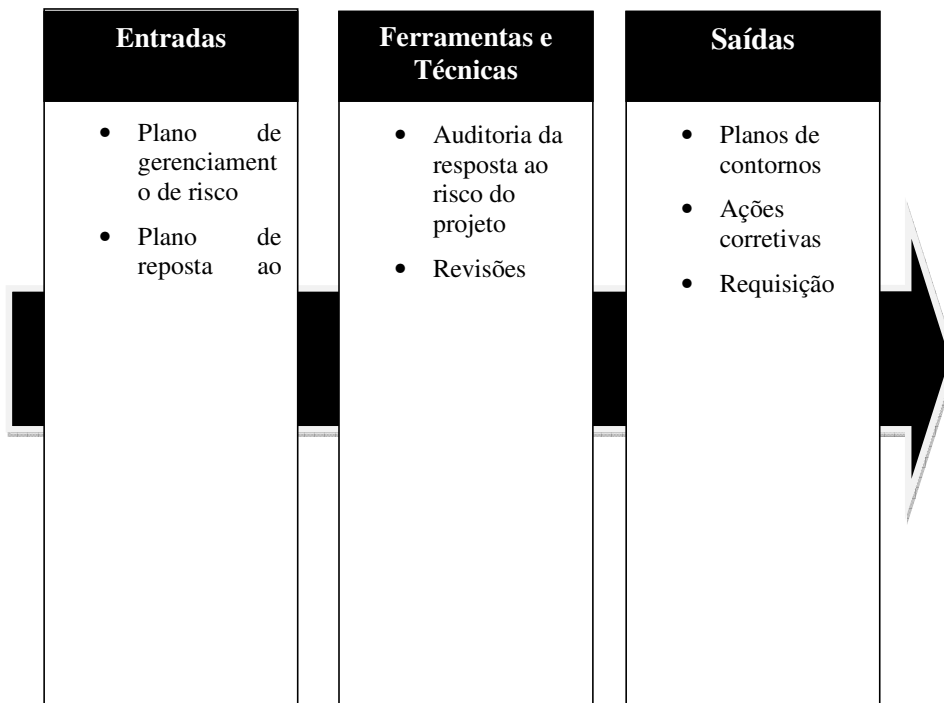 Entradas
• Plano de
gerenciament
o de risco
• Plano de
reposta ao
Ferramentas e
Técnicas
• Auditoria da
resposta ao
risco do
projeto
• Revisões
Saídas
• Planos de
contornos
• Ações
corretivas
• Requisição